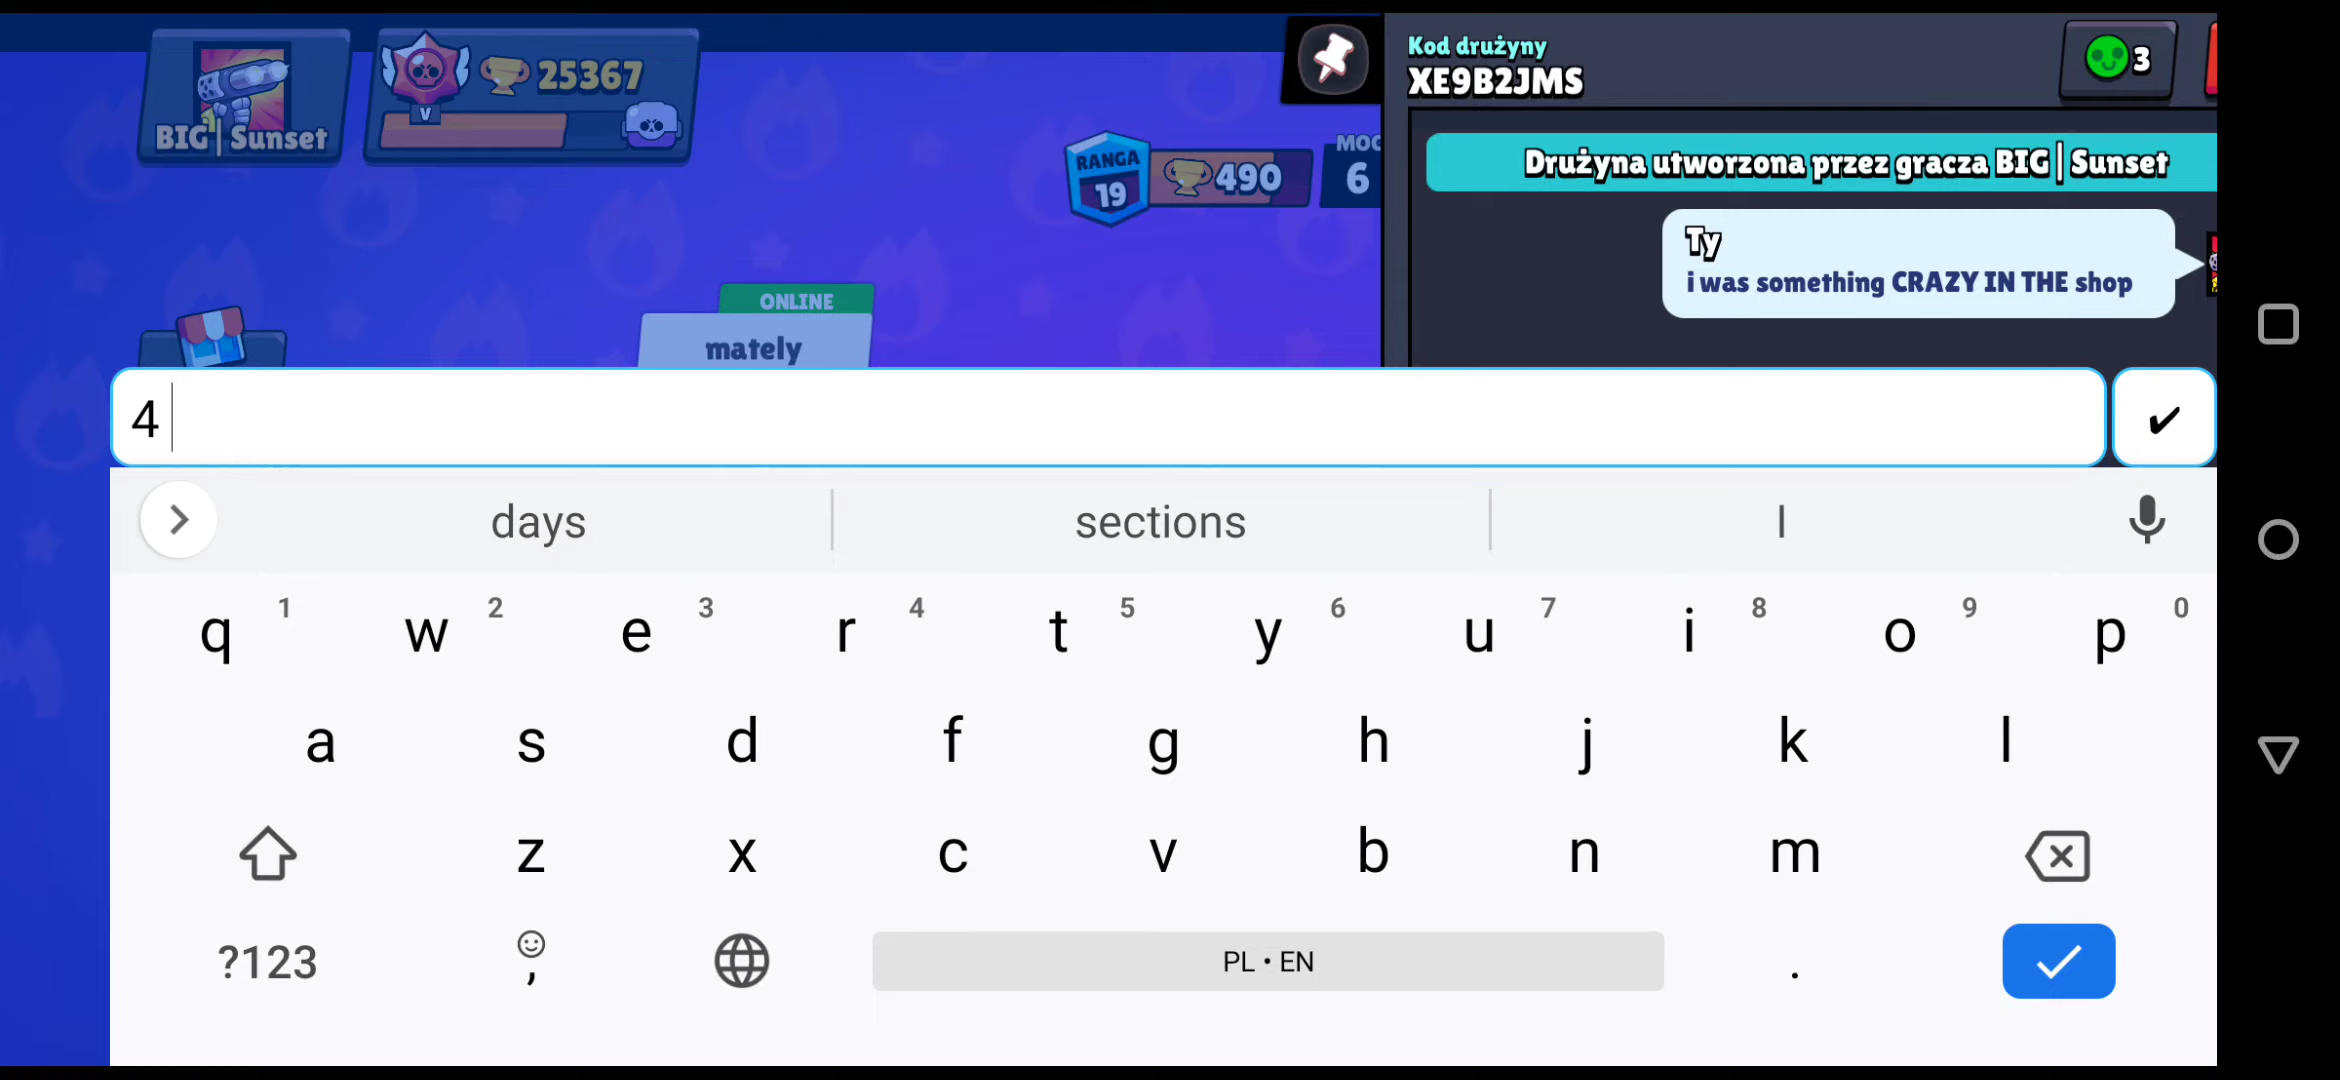 BIG | Sunset
V
25367
RANGA
19
490
MOC
6
Kod drużyny
XE9B2JMS
3
Drużyna utworzona przez gracza BIG | Sunset
Ty
i was something CRAZY IN THE shop
ONLINE
mately
4
✔
days
sections
I
q 1 w 2 e 3 r 4 t 5 y 6 u 7 i 8 o 9 p 0
a s d f g h j k l
z x c v b n m
?123 , PL • EN .